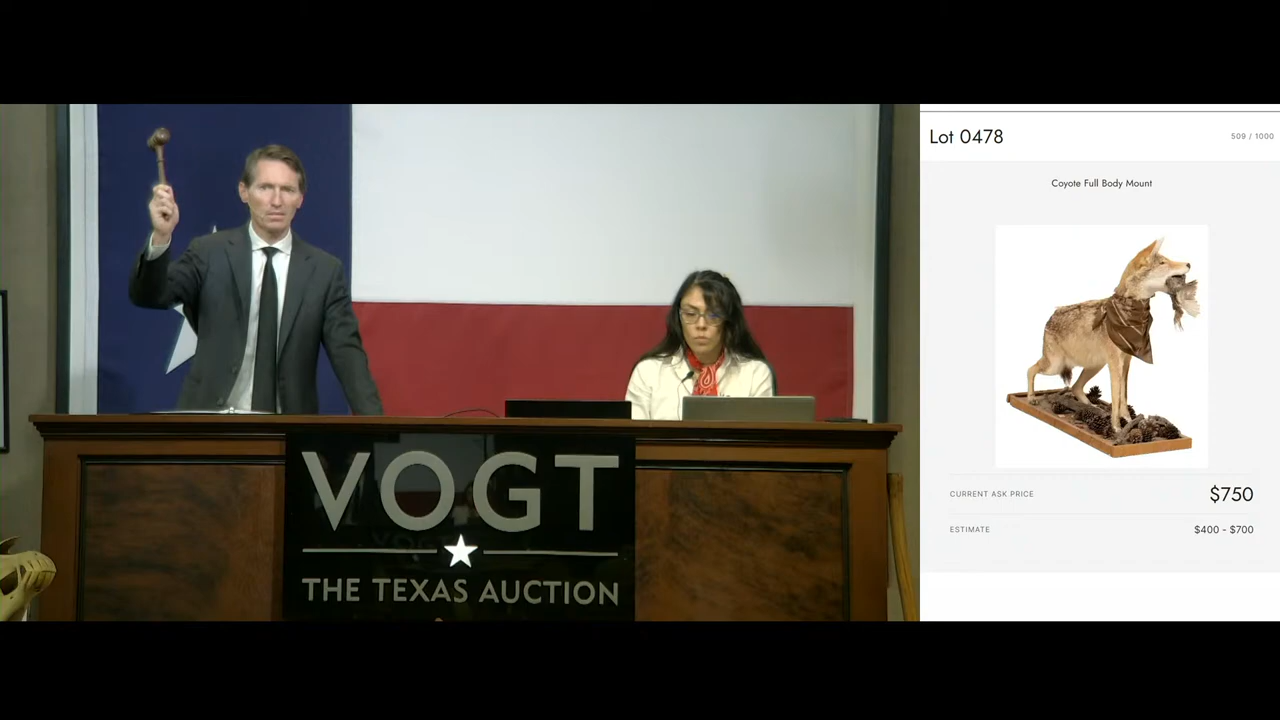 Lot 0478
509 / 1000
Coyote Full Body Mount
CURRENT ASK PRICE
$750
ESTIMATE
$400 - $700
VOGT
THE TEXAS AUCTION